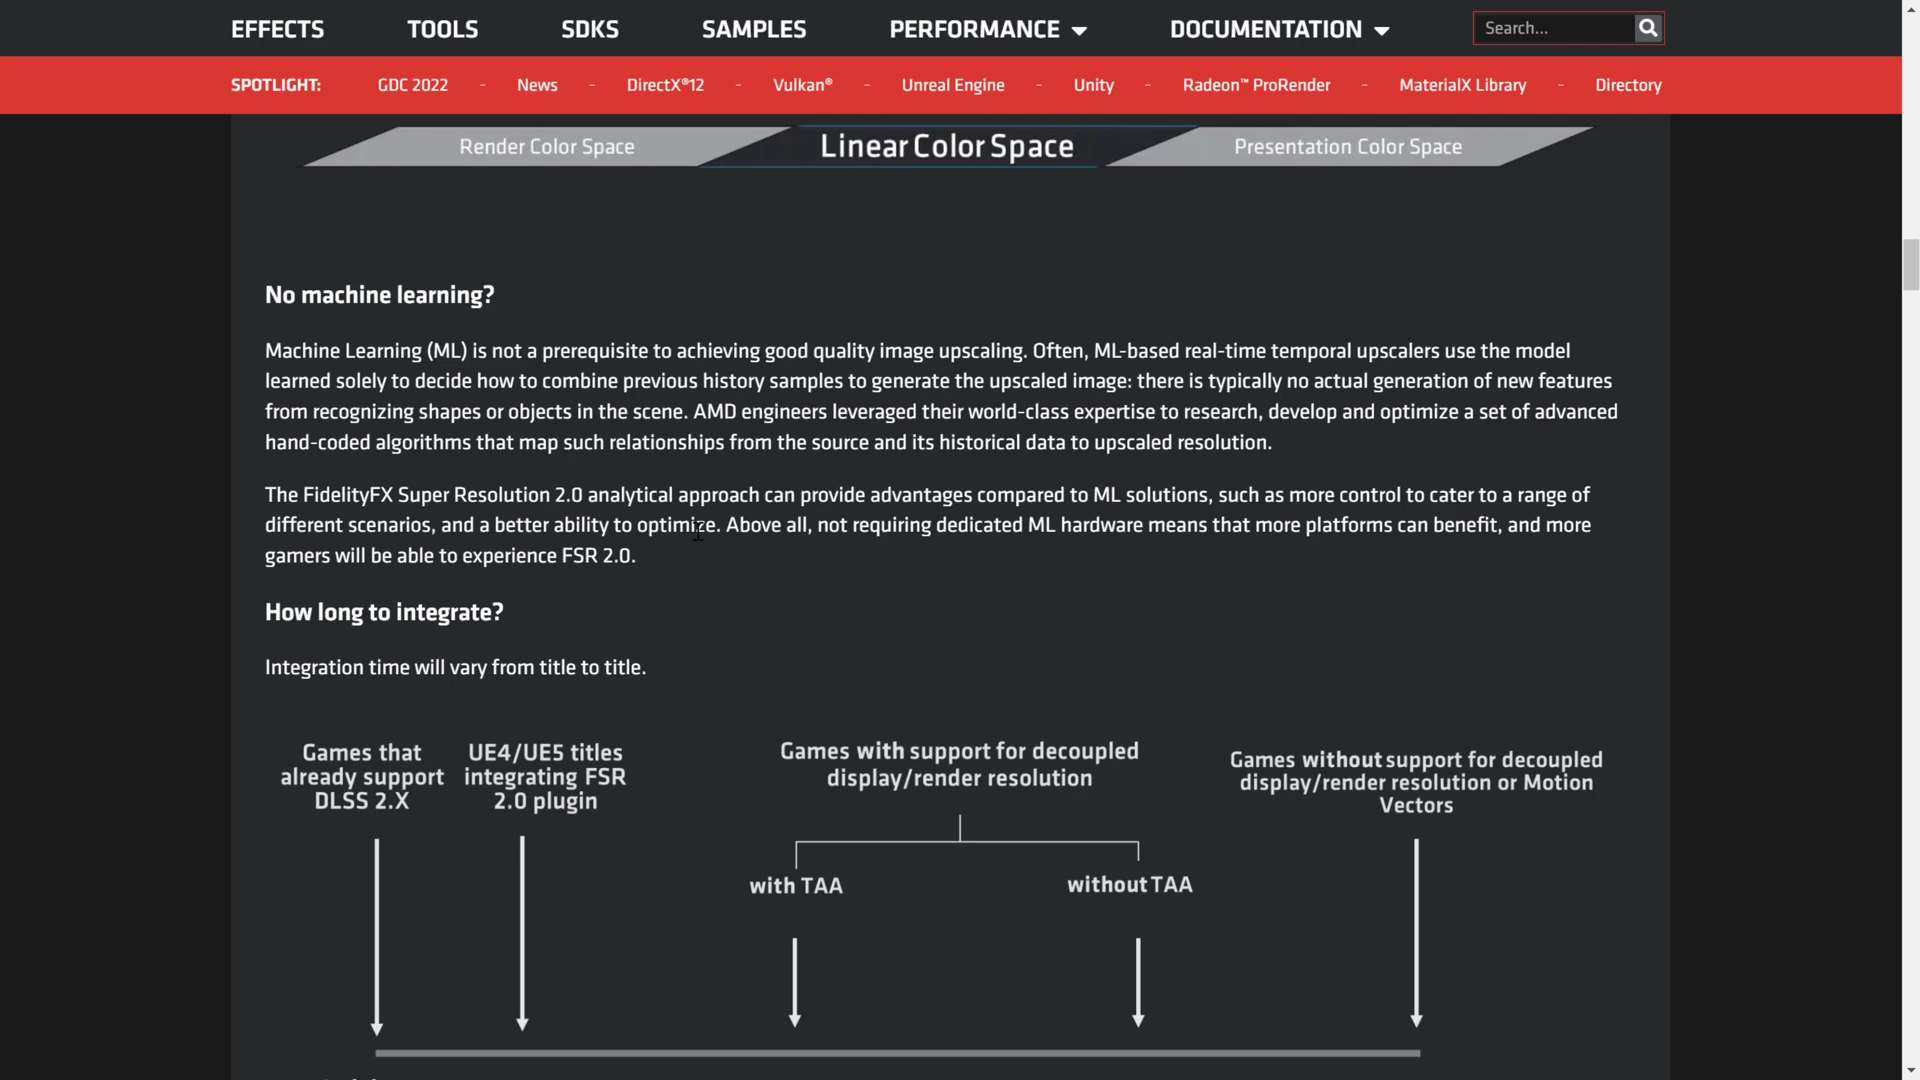 EFFECTS TOOLS SDKS SAMPLES PERFORMANCE DOCUMENTATION Search...
SPOTLIGHT: GDC 2022 - News - DirectX®12 - Vulkan® - Unreal Engine - Unity - Radeon™ ProRender - MaterialX Library - Directory
Render Color Space Linear Color Space Presentation Color Space
No machine learning?
Machine Learning (ML) is not a prerequisite to achieving good quality image upscaling. Often, ML-based real-time temporal upscalers use the model
learned solely to decide how to combine previous history samples to generate the upscaled image: there is typically no actual generation of new features
from recognizing shapes or objects in the scene. AMD engineers leveraged their world-class expertise to research, develop and optimize a set of advanced
hand-coded algorithms that map such relationships from the source and its historical data to upscaled resolution.
The FidelityFX Super Resolution 2.0 analytical approach can provide advantages compared to ML solutions, such as more control to cater to a range of
different scenarios, and a better ability to optimize. Above all, not requiring dedicated ML hardware means that more platforms can benefit, and more
gamers will be able to experience FSR 2.0.
How long to integrate?
Integration time will vary from title to title.
Games that
already support
DLSS 2.X
UE4/UE5 titles
integrating FSR
2.0 plugin
Games with support for decoupled
display/render resolution
with TAA
without TAA
Games without support for decoupled
display/render resolution or Motion
Vectors